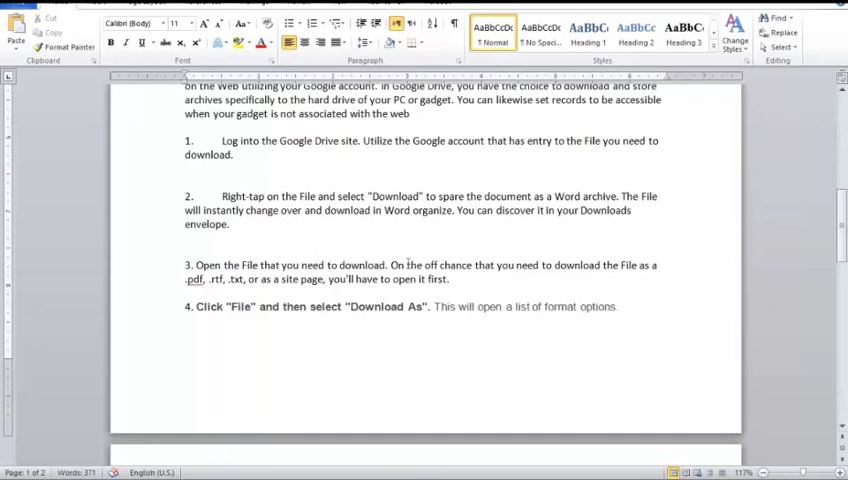 Cut
Calibri (Body) 11
AaBbCcDc AaBbCcDc AaBbC AaBbCc AaBbCc
Find
Copy
Replace
Paste
Format Painter
¶ Normal ¶ No Spaci... Heading 1 Heading 2 Heading 3
Change Styles
Select
Clipboard Font Paragraph Styles Editing
on the Web utilizing your Google account. In Google Drive, you have the choice to download and store
archives specifically to the hard drive of your PC or gadget. You can likewise set records to be accessible
when your gadget is not associated with the web
1. Log into the Google Drive site. Utilize the Google account that has entry to the File you need to
download.
2. Right-tap on the File and select "Download" to spare the document as a Word archive. The File
will instantly change over and download in Word organize. You can discover it in your Downloads
envelope.
3. Open the File that you need to download. On the off chance that you need to download the File as a
.pdf, .rtf, .txt, or as a site page, you'll have to open it first.
4. Click "File" and then select "Download As". This will open a list of format options.
Page: 1 of 2 Words: 371 English (U.S.) 117%